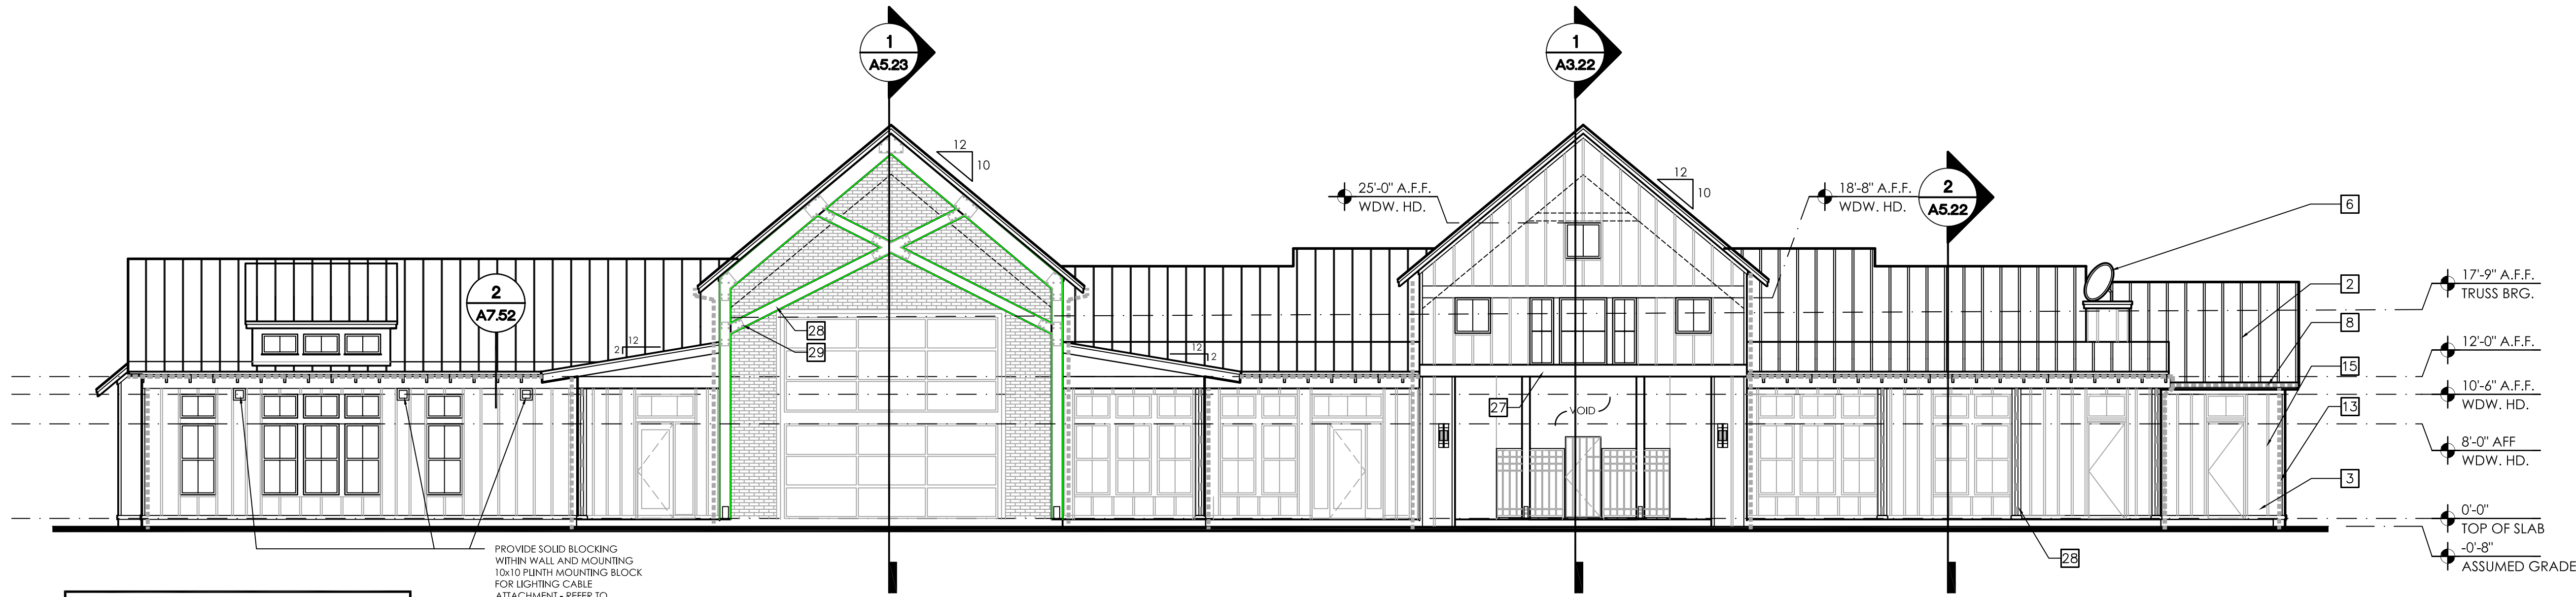 1
A5.23
1
A3.22
12
10
12
10
25'-0" A.F.F.
WDW. HD.
18'-8" A.F.F.
WDW. HD.
2
A5.22
6
17'-9" A.F.F.
TRUSS BRG.
2
2
A7.52
8
28
29
12
2
12
2
12'-0" A.F.F.
15
10'-6" A.F.F.
WDW. HD.
27
VOID
13
8'-0" AFF
WDW. HD.
3
0'-0"
TOP OF SLAB
-0'-8"
ASSUMED GRADE
28
PROVIDE SOLID BLOCKING
WITHIN WALL AND MOUNTING
10x10 PLINTH MOUNTING BLOCK
FOR LIGHTING CABLE
ATTACHMENT - REFER TO